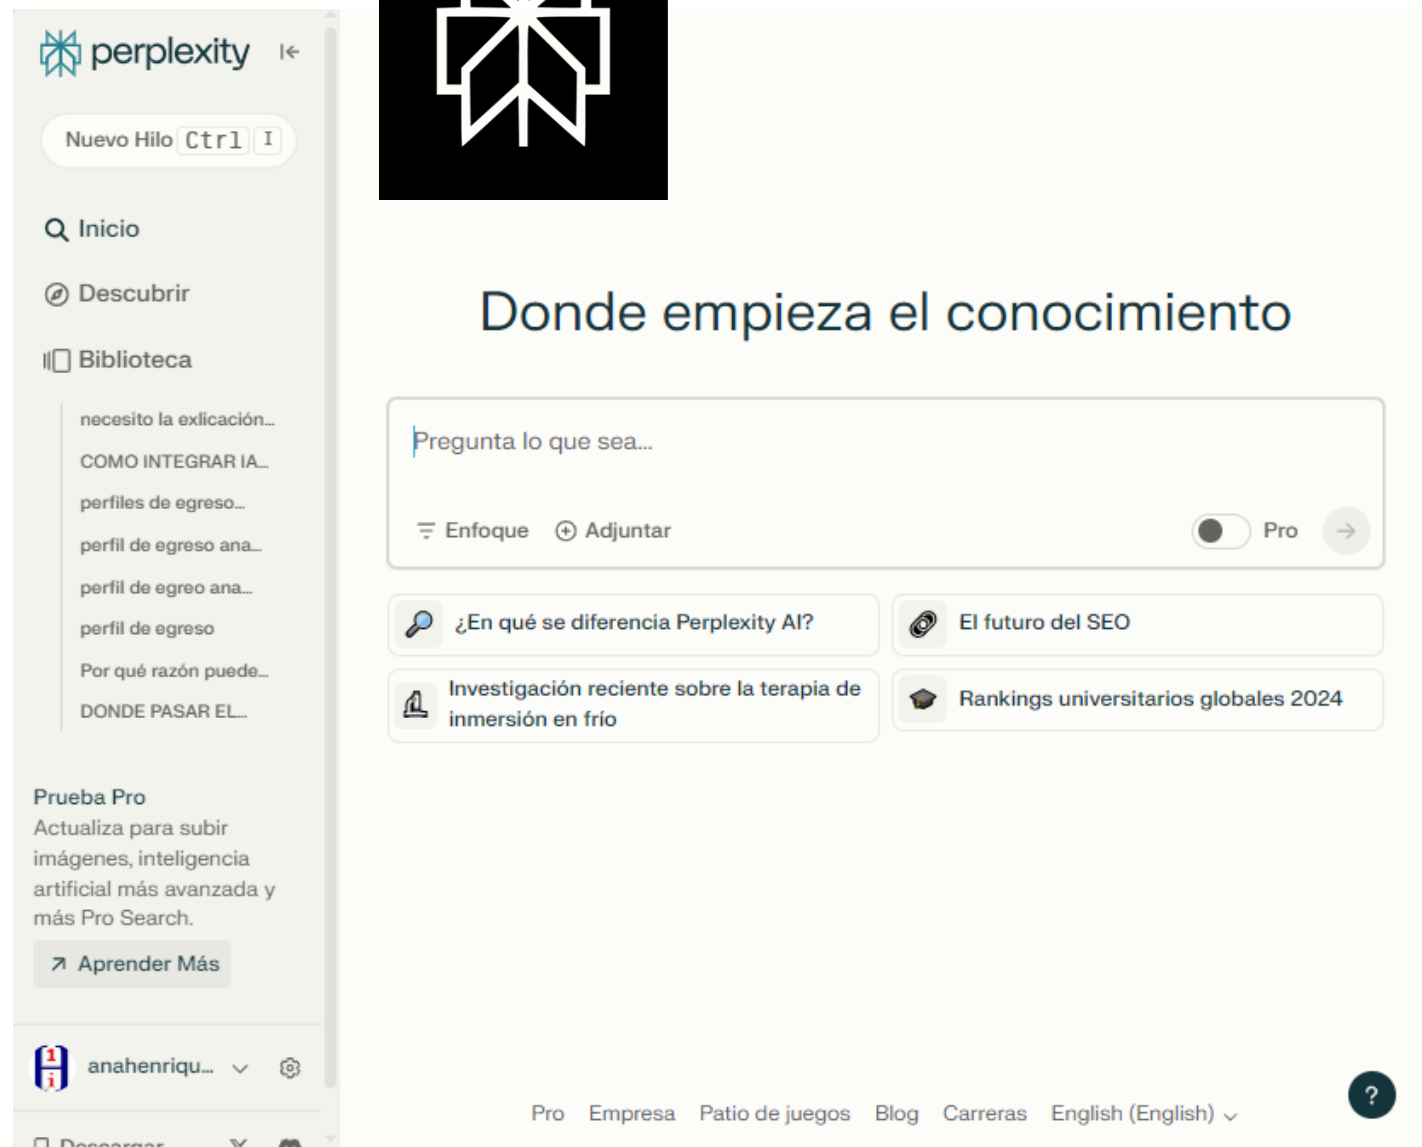 perplexity
Nuevo Hilo Ctrl I
Inicio
Descubrir
Biblioteca
necesito la exlicación...
COMO INTEGRAR IA...
perfiles de egreso...
perfil de egreso ana...
perfil de egreo ana...
perfil de egreso
Por qué razón puede...
DONDE PASAR EL...
Prueba Pro
Actualiza para subir
imágenes, inteligencia
artificial más avanzada y
más Pro Search.
Aprender Más
1
i
anahenriqu...
Descargar
Donde empieza el conocimiento
Pregunta lo que sea...
Enfoque Adjuntar Pro
¿En qué se diferencia Perplexity AI?
El futuro del SEO
Investigación reciente sobre la terapia de
inmersión en frío
Rankings universitarios globales 2024
Pro Empresa Patio de juegos Blog Carreras English (English)
?